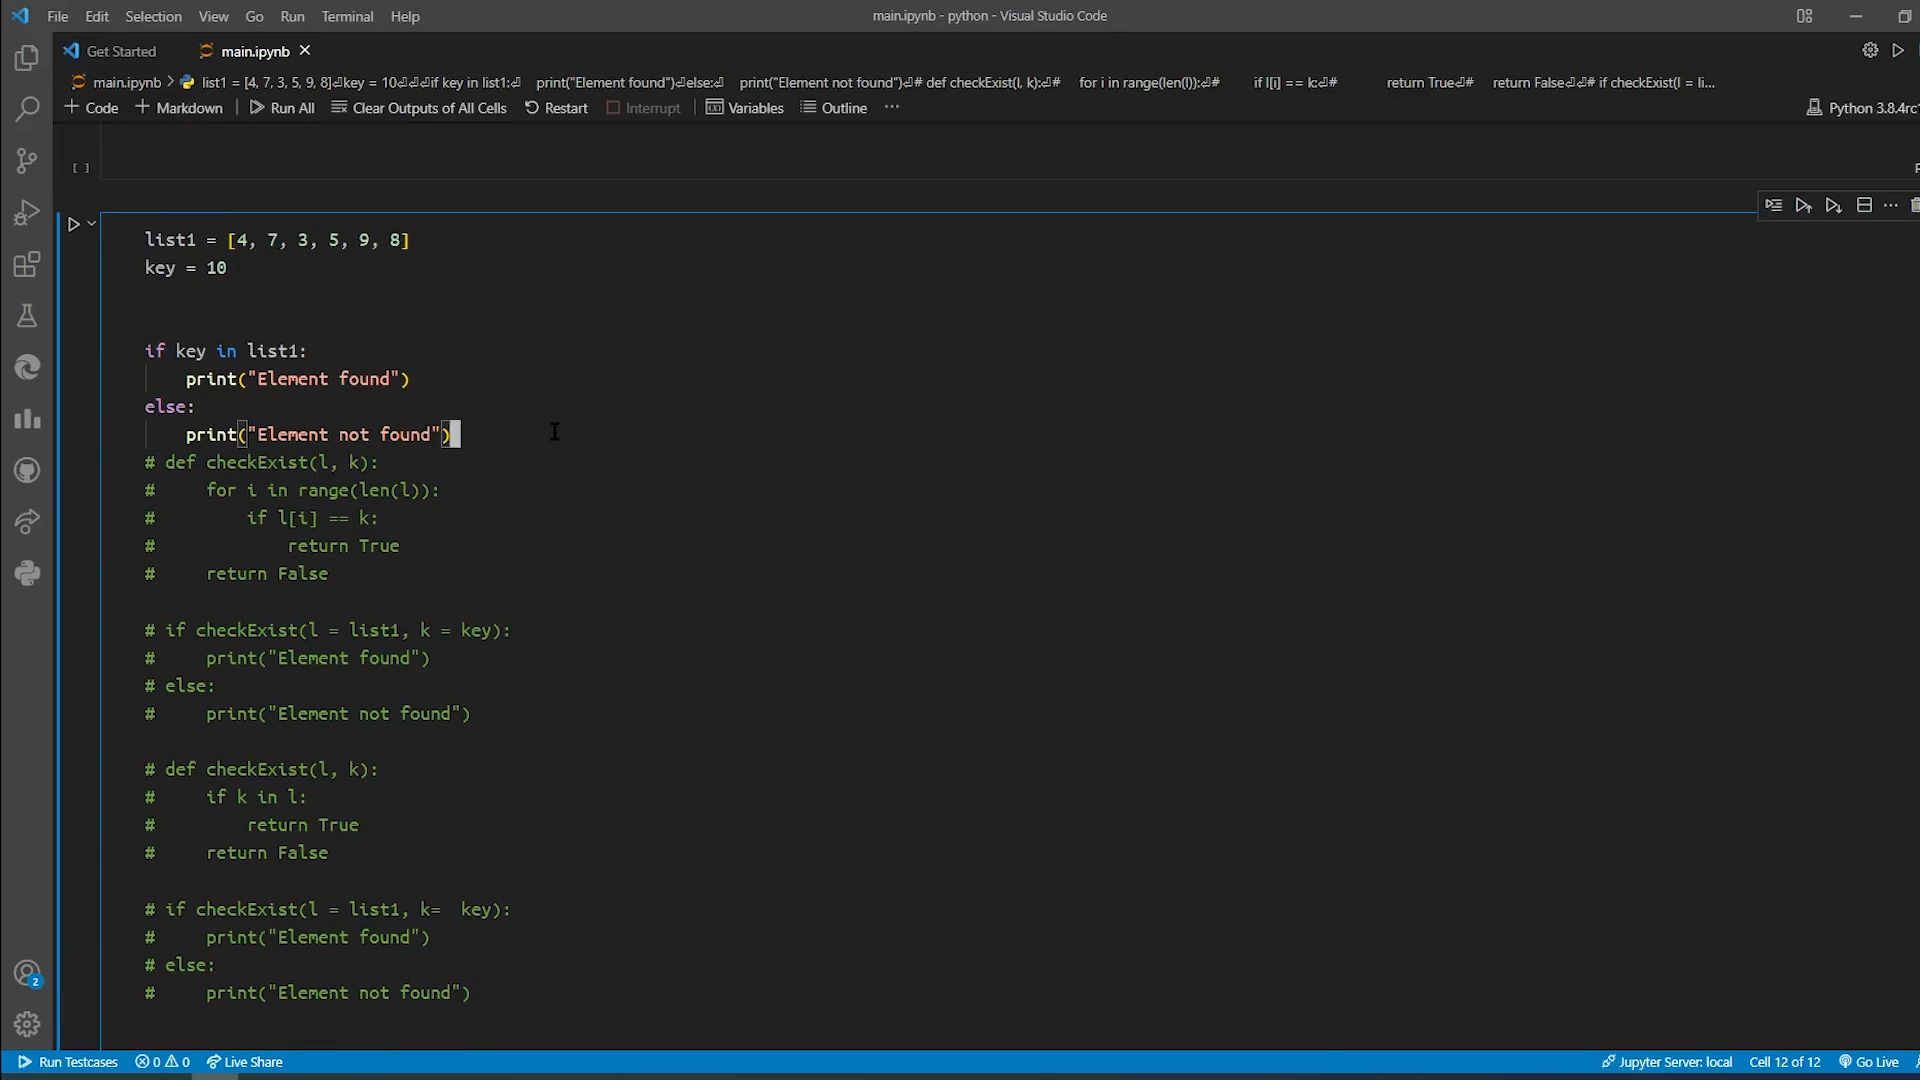 File Edit Selection View Go Run Terminal Help
main.ipynb - python - Visual Studio Code
Get Started main.ipynb
main.ipynb > list1 = [4, 7, 3, 5, 9, 8]⏎key = 10⏎⏎⏎if key in list1:⏎ print("Element found")⏎else:⏎ print("Element not found")⏎# def checkExist(l, k):⏎# for i in range(len(l)):⏎# if l[i] == k:⏎# return True⏎# return False⏎⏎# if checkExist(l = li...
+ Code + Markdown Run All Clear Outputs of All Cells Restart Interrupt Variables Outline ... Python 3.8.4rc1
[ ]
list1 = [4, 7, 3, 5, 9, 8]
key = 10
if key in list1:
    print("Element found")
else:
    print("Element not found")
# def checkExist(l, k):
#     for i in range(len(l)):
#         if l[i] == k:
#             return True
#     return False
# if checkExist(l = list1, k = key):
#     print("Element found")
# else:
#     print("Element not found")
# def checkExist(l, k):
#     if k in l:
#         return True
#     return False
# if checkExist(l = list1, k=  key):
#     print("Element found")
# else:
#     print("Element not found")
2
Run Testcases 0 0 Live Share Jupyter Server: local Cell 12 of 12 Go Live